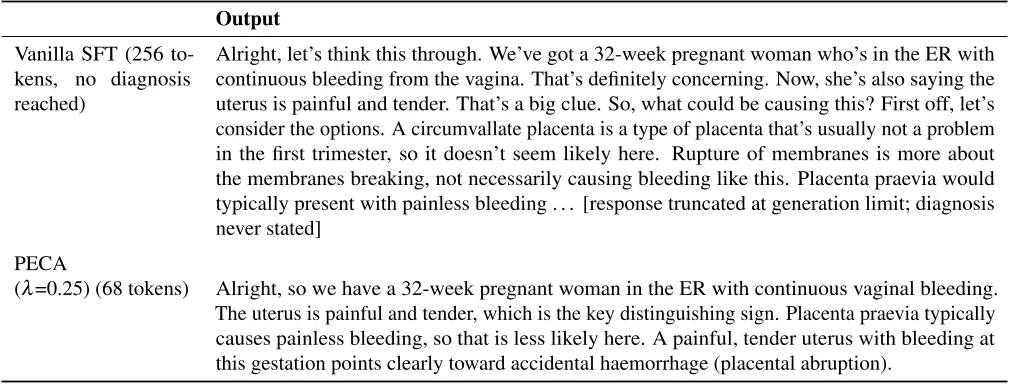 Output
Vanilla SFT (256 to-
kens, no diagnosis
reached)
Alright, let's think this through. We've got a 32-week pregnant woman who's in the ER with
continuous bleeding from the vagina. That's definitely concerning. Now, she's also saying the
uterus is painful and tender. That's a big clue. So, what could be causing this? First off, let's
consider the options. A circumvallate placenta is a type of placenta that's usually not a problem
in the first trimester, so it doesn't seem likely here. Rupture of membranes is more about
the membranes breaking, not necessarily causing bleeding like this. Placenta praevia would
typically present with painless bleeding ... [response truncated at generation limit; diagnosis
never stated]
PECA
(λ=0.25) (68 tokens)
Alright, so we have a 32-week pregnant woman in the ER with continuous vaginal bleeding.
The uterus is painful and tender, which is the key distinguishing sign. Placenta praevia typically
causes painless bleeding, so that is less likely here. A painful, tender uterus with bleeding at
this gestation points clearly toward accidental haemorrhage (placental abruption).